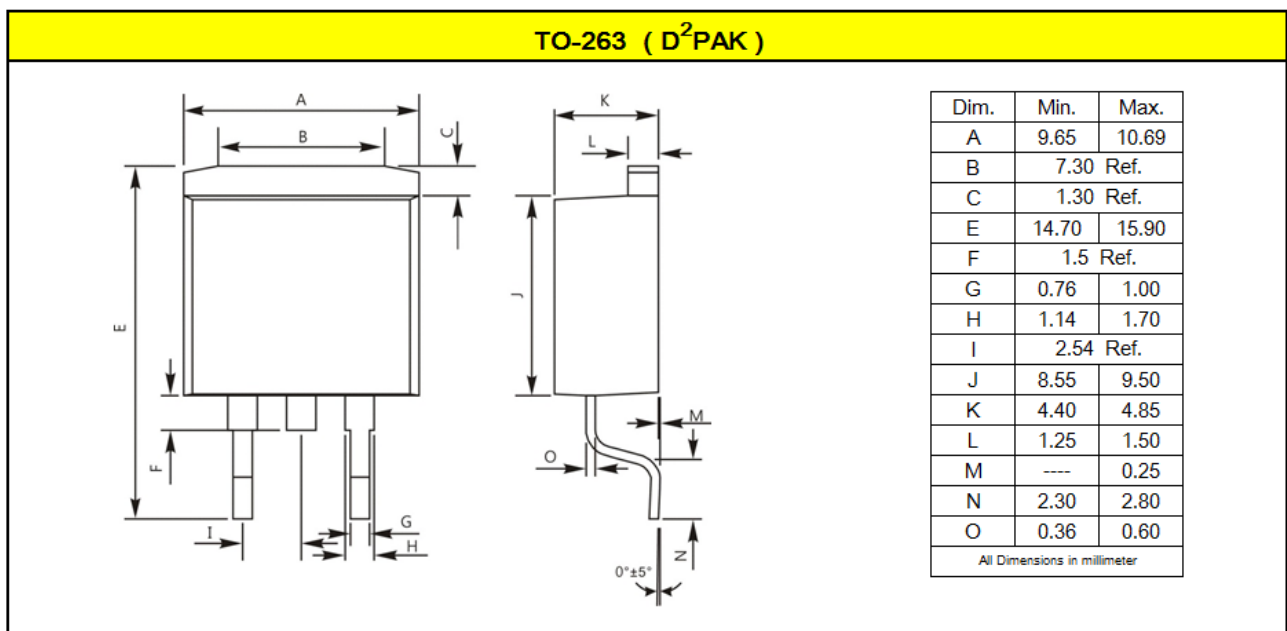 TO-263 ( D²PAK )
A
B
C
E
F
I
G
H
K
L
J
M
O
N
0°±5°
Dim. Min. Max.
A 9.65 10.69
B 7.30 Ref.
C 1.30 Ref.
E 14.70 15.90
F 1.5 Ref.
G 0.76 1.00
H 1.14 1.70
I 2.54 Ref.
J 8.55 9.50
K 4.40 4.85
L 1.25 1.50
M ---- 0.25
N 2.30 2.80
O 0.36 0.60
All Dimensions in millimeter